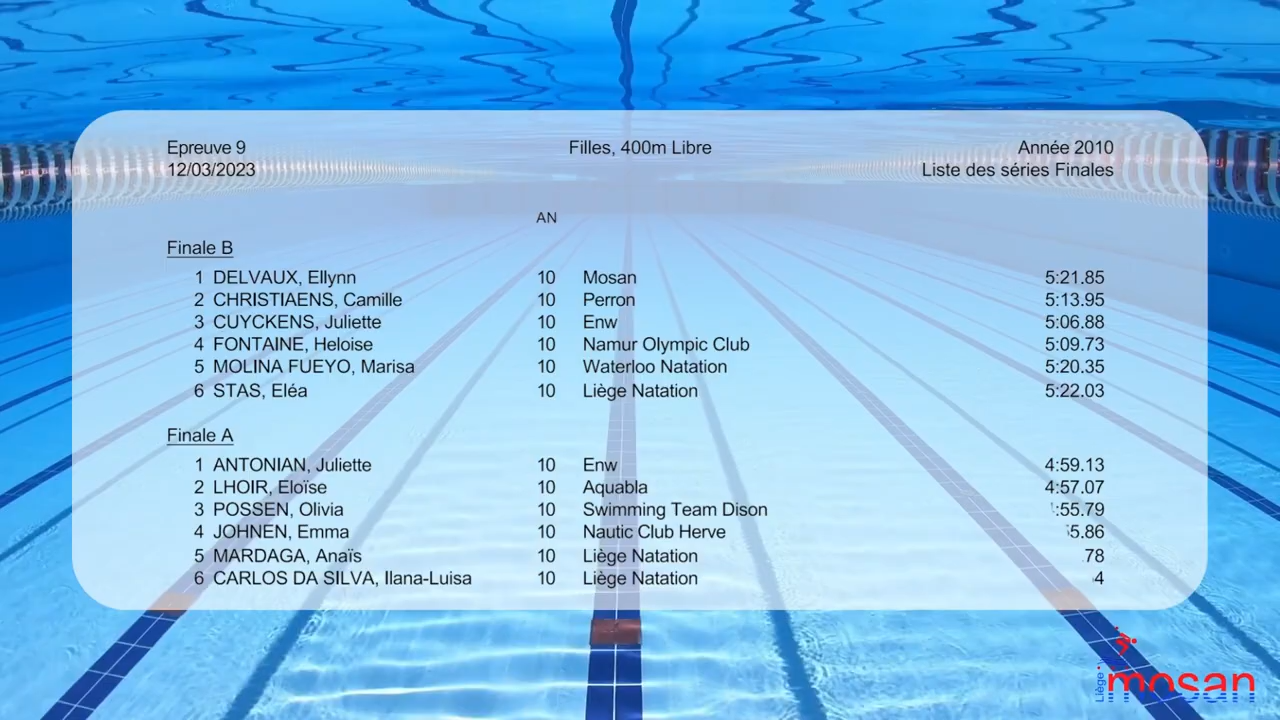 Epreuve 9 Filles, 400m Libre Année 2010
12/03/2023 Liste des séries Finales
AN
Finale B
1 DELVAUX, Ellynn 10 Mosan 5:21.85
2 CHRISTIAENS, Camille 10 Perron 5:13.95
3 CUYCKENS, Juliette 10 Enw 5:06.88
4 FONTAINE, Heloise 10 Namur Olympic Club 5:09.73
5 MOLINA FUEYO, Marisa 10 Waterloo Natation 5:20.35
6 STAS, Eléa 10 Liège Natation 5:22.03
Finale A
1 ANTONIAN, Juliette 10 Enw 4:59.13
2 LHOIR, Eloïse 10 Aquabla 4:57.07
3 POSSEN, Olivia 10 Swimming Team Dison :55.79
4 JOHNEN, Emma 10 Nautic Club Herve 5.86
5 MARDAGA, Anaïs 10 Liège Natation 78
6 CARLOS DA SILVA, Ilana-Luisa 10 Liège Natation 4
Liège mosan